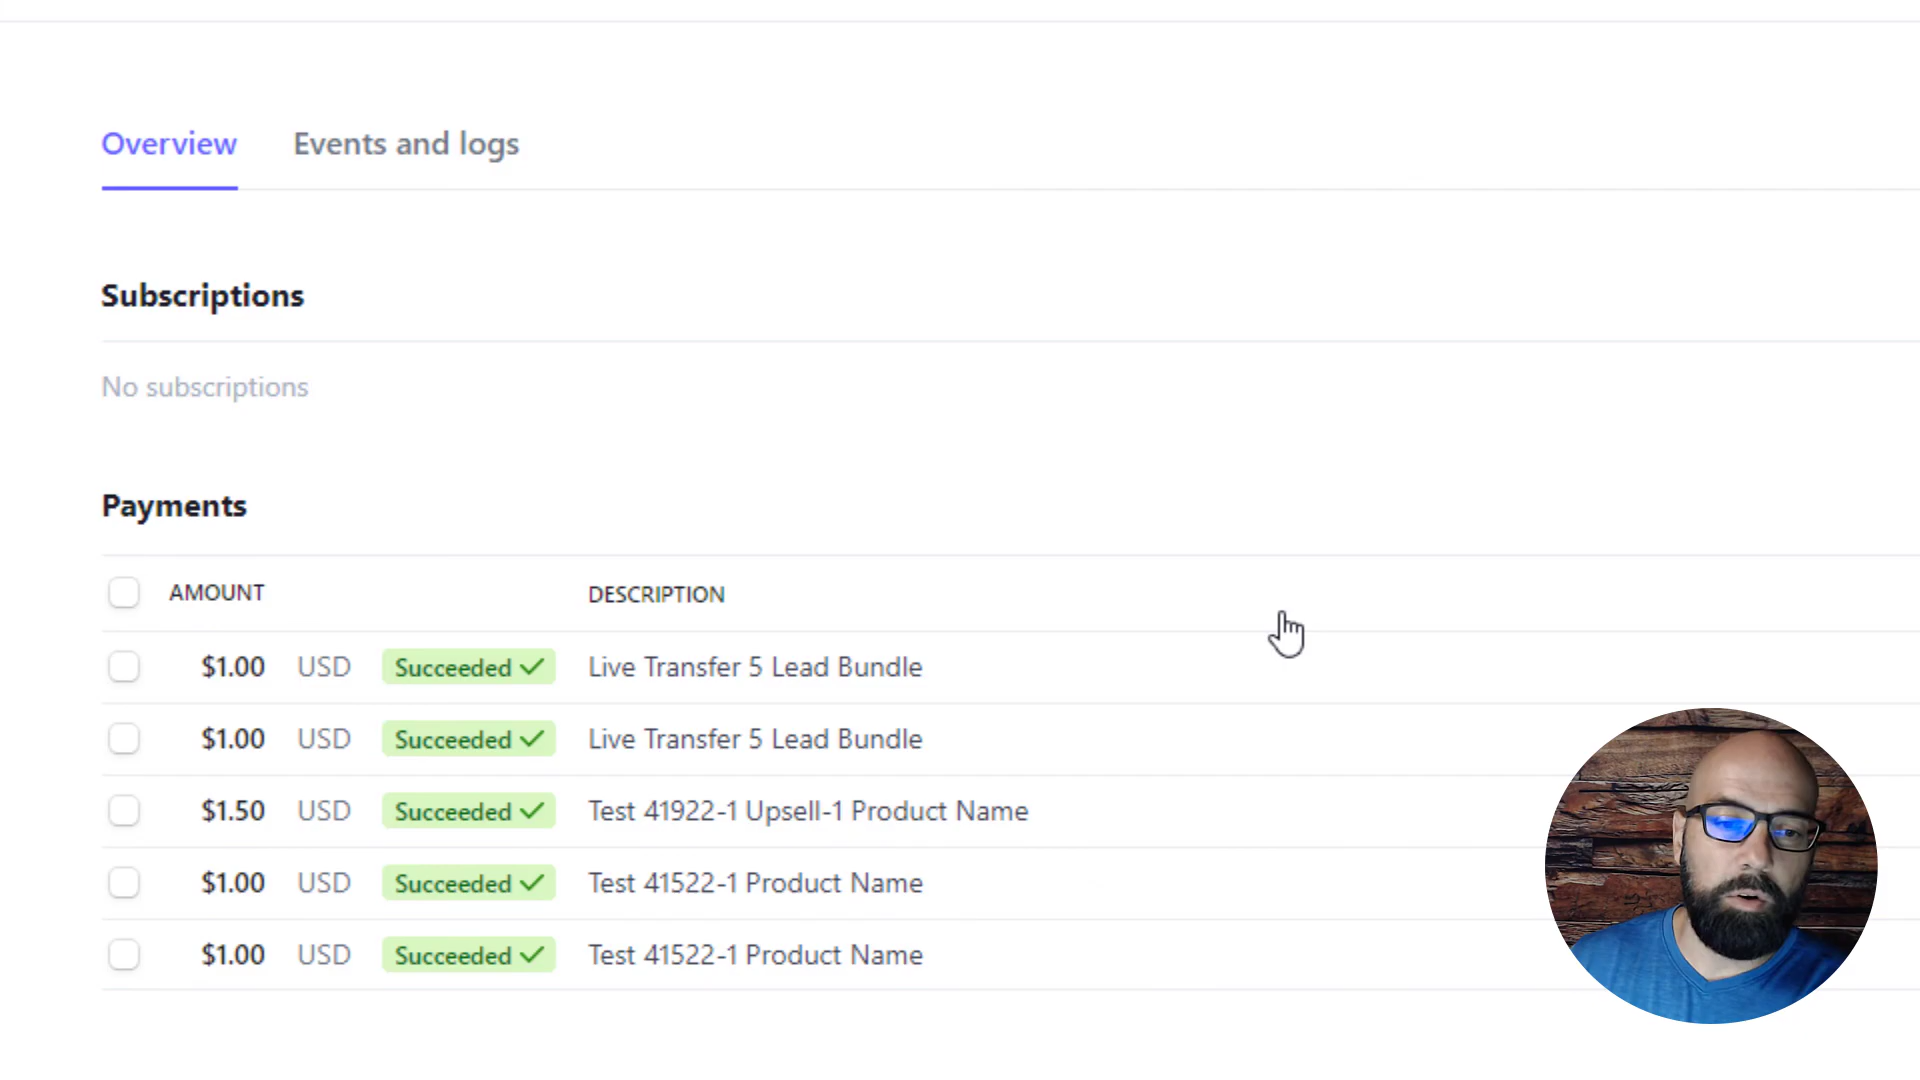 Overview Events and logs
Subscriptions
No subscriptions
Payments
AMOUNT DESCRIPTION
$1.00 USD Succeeded Live Transfer 5 Lead Bundle
$1.00 USD Succeeded Live Transfer 5 Lead Bundle
$1.50 USD Succeeded Test 41922-1 Upsell-1 Product Name
$1.00 USD Succeeded Test 41522-1 Product Name
$1.00 USD Succeeded Test 41522-1 Product Name